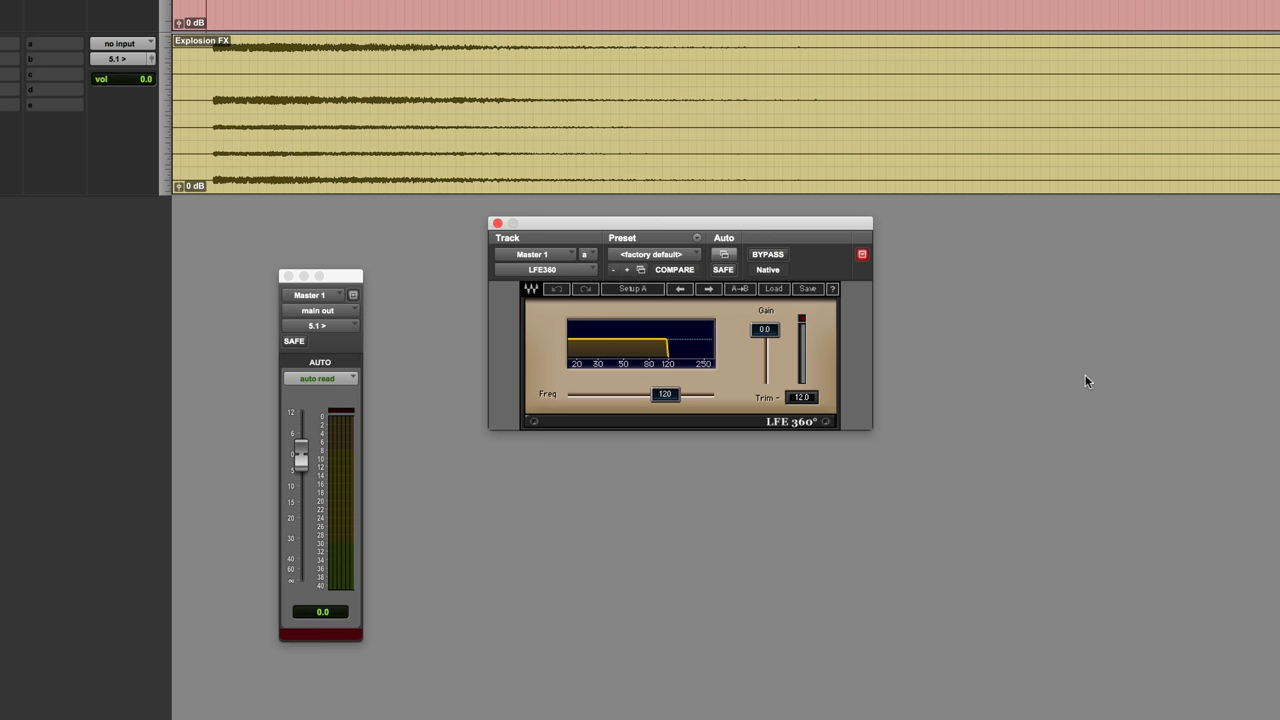 0 dB
Explosion FX
a
b
c
d
e
no input
5.1 >
vol 0.0
0 dB
Track Preset Auto
Master 1 a <factory default> BYPASS
LFE360 - + COMPARE SAFE Native
Setup A A→B Load Save ?
Gain
0.0
20 30 50 80 120 250
Freq 120
Trim - 12.0
LFE 360°
Master 1
main out
5.1 >
SAFE
AUTO
auto read
12
6
0
5
10
15
20
30
40
60
∞
0
2
4
6
8
10
12
14
16
18
20
22
24
26
28
30
32
34
36
38
40
0.0